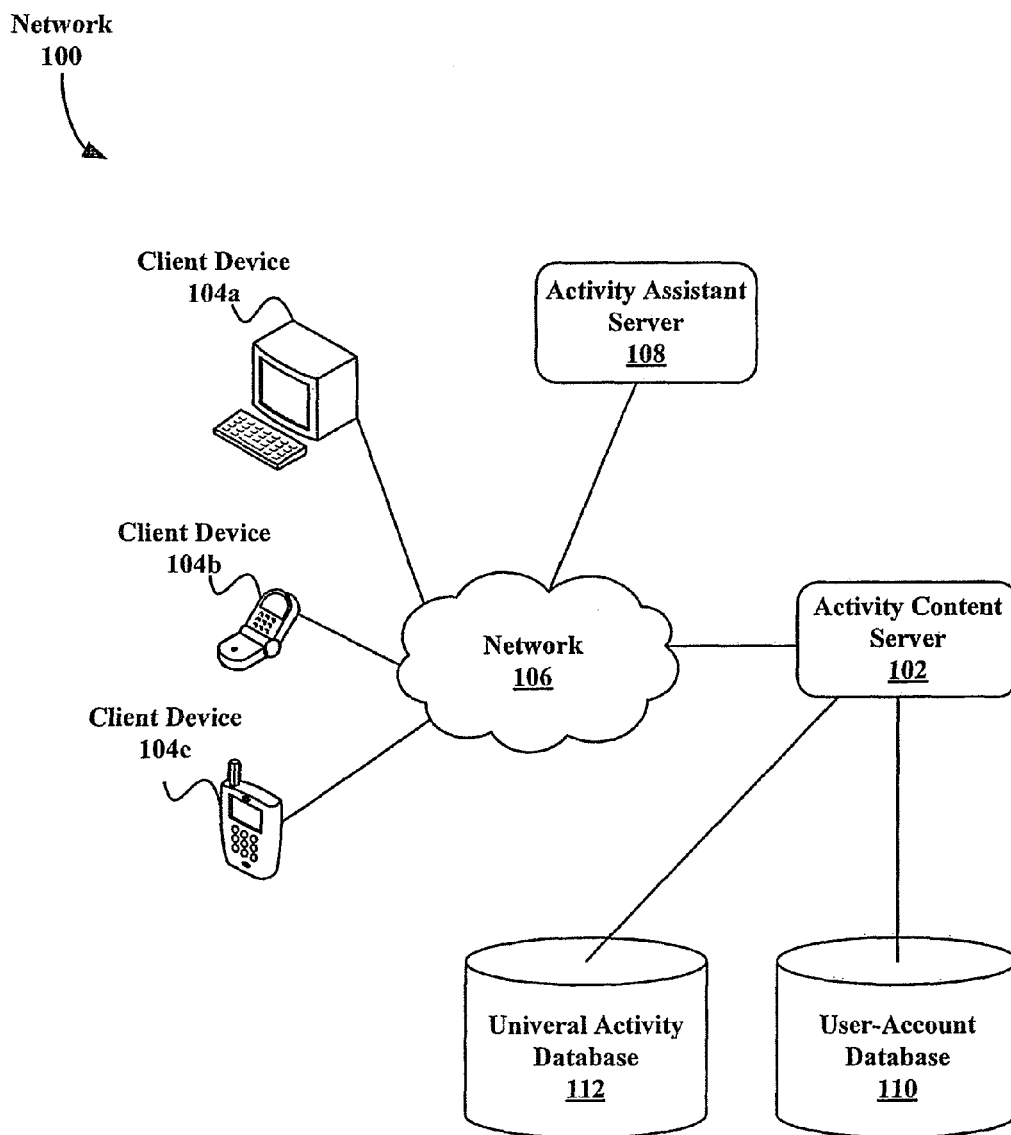 Network
100
Client Device
104a
Activity Assistant
Server
108
Client Device
104b
Network
106
Activity Content
Server
102
Client Device
104c
Univeral Activity
Database
112
User-Account
Database
110